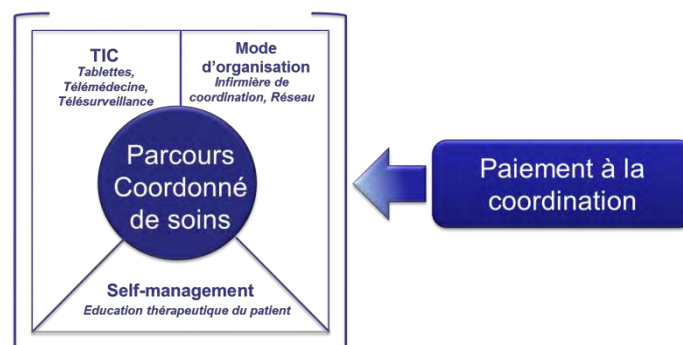 TIC
Tablettes,
Télémédecine,
Télésurveillance
Mode
d'organisation
Infirmière de
coordination, Réseau
Parcours
Coordonné
de soins
Self-management
Education thérapeutique du patient
Paiement à la
coordination